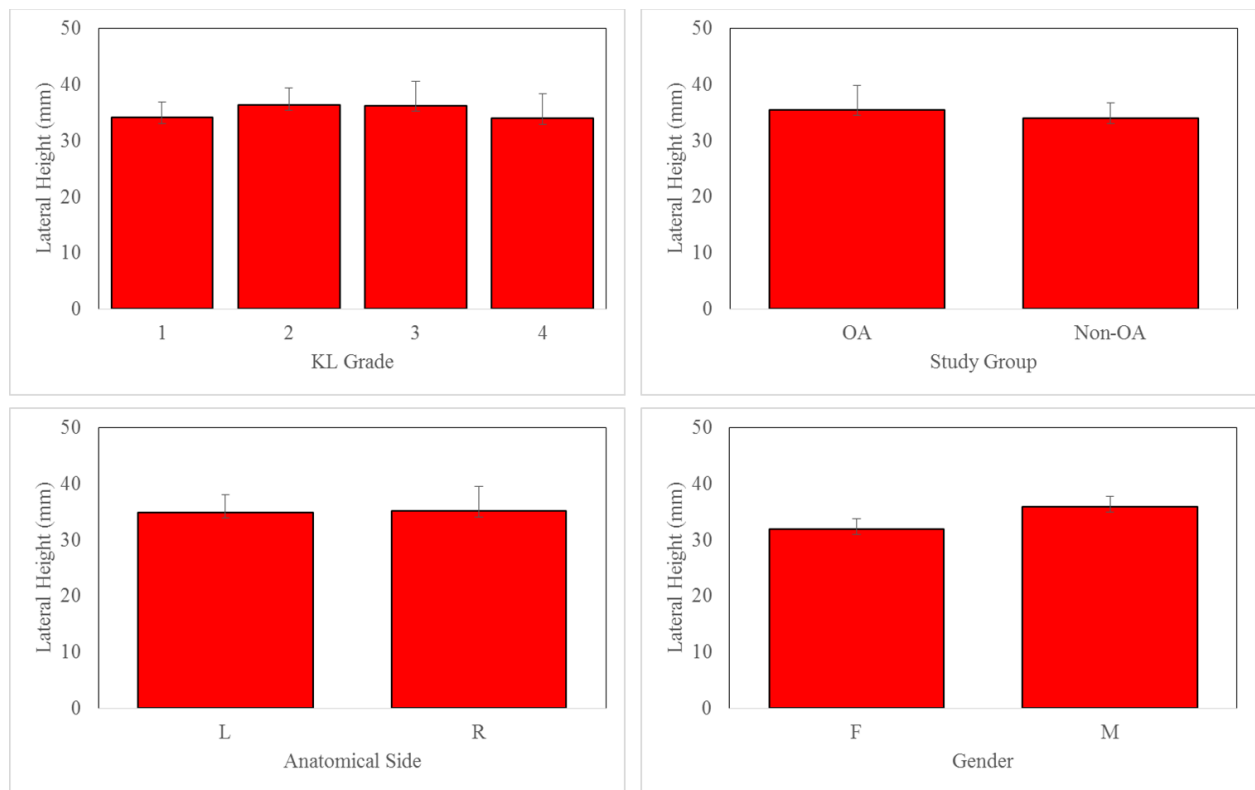 50
40
30
20
10
0
Lateral Height (mm)
1 2 3 4
KL Grade
50
40
30
20
10
0
Lateral Height (mm)
OA Non-OA
Study Group
50
40
30
20
10
0
Lateral Height (mm)
L R
Anatomical Side
50
40
30
20
10
0
Lateral Height (mm)
F M
Gender